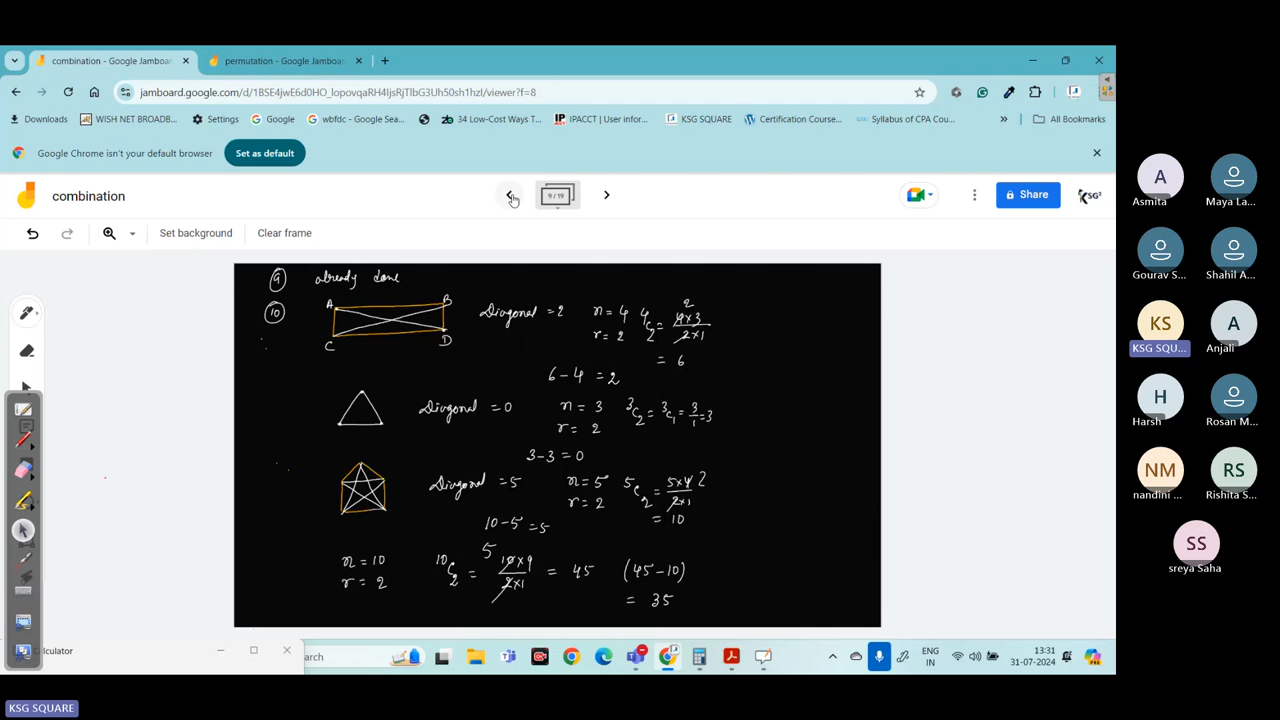 combination - Google Jamboard
permutation - Google Jamboa
jamboard.google.com/d/1BSE4jwE6d0HO_lopovqaRH4IjsRjTlbG3Uh50sh1hzI/viewer?f=8
Downloads
WISH NET BROADB...
Settings
Google
wbfdc - Google Sea...
34 Low-Cost Ways T...
IPACCT | User infor...
KSG SQUARE
Certification Course...
Syllabus of CPA Cou...
All Bookmarks
Google Chrome isn't your default browser
Set as default
combination
9 / 19
Share
KSG²
Set background
Clear frame
9 already done
10
A B
C D
Diagonal = 2
n = 4
r = 2
⁴C₂ = 4×3 / 2×1
2
= 6
6 - 4 = 2
Diagonal = 0
n = 3
r = 2
³C₂ = ³C₁ = 3/1 = 3
3 - 3 = 0
Diagonal = 5
n = 5
r = 2
⁵C₂ = 5×4 / 2×1
2
= 10
10 - 5 = 5
n = 10
r = 2
¹⁰C₂ = 10×9 / 2×1 = 45
5
(45 - 10)
= 35
Calculator
earch
ENG
IN
13:31
31-07-2024
A
Asmita
Maya La...
Gourav S...
Shahil A...
KS
KSG SQU...
A
Anjali
H
Harsh
Rosan M...
NM
nandini ...
RS
Rishita S...
SS
sreya Saha
KSG SQUARE